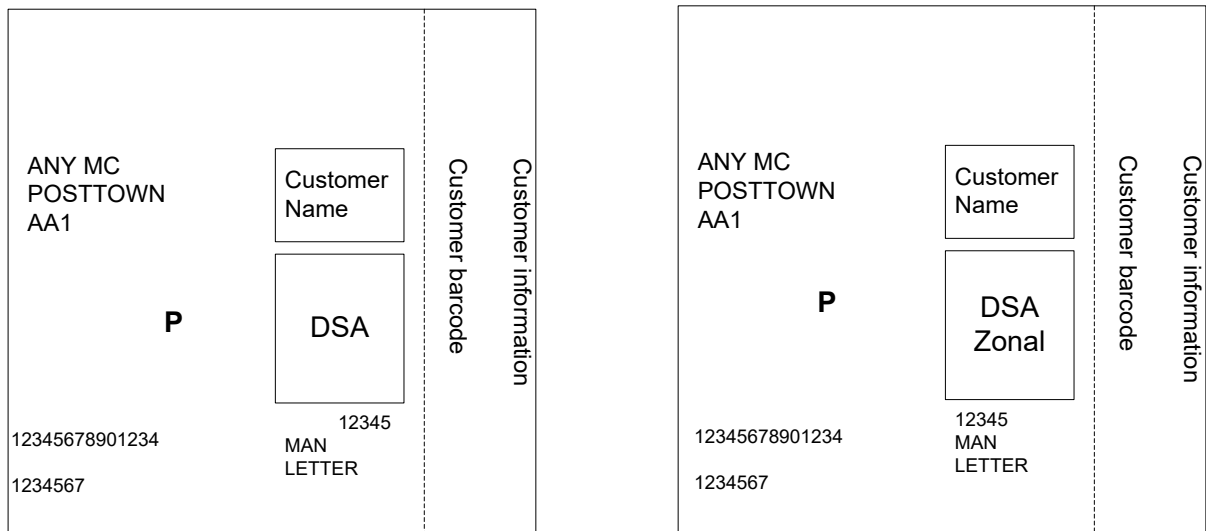 ANY MC
POSTTOWN
AA1
Customer
Name
P
DSA
12345
MAN
LETTER
12345678901234
1234567
Customer barcode
Customer information
ANY MC
POSTTOWN
AA1
Customer
Name
P
DSA
Zonal
12345
MAN
LETTER
12345678901234
1234567
Customer barcode
Customer information